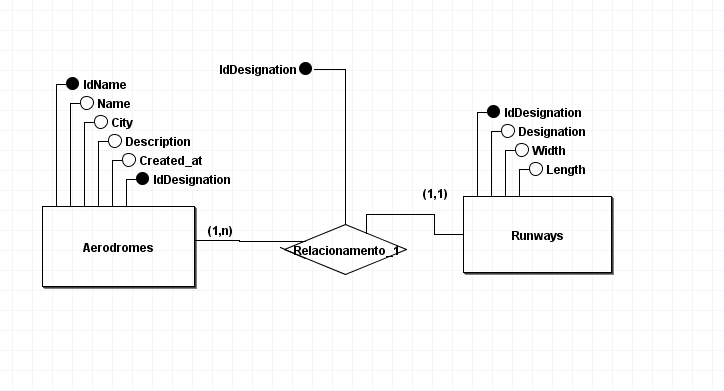 IdDesignation
IdName
Name
City
Description
Created_at
IdDesignation
Aerodromes
(1,n)
Relacionamento_1
(1,1)
IdDesignation
Designation
Width
Length
Runways